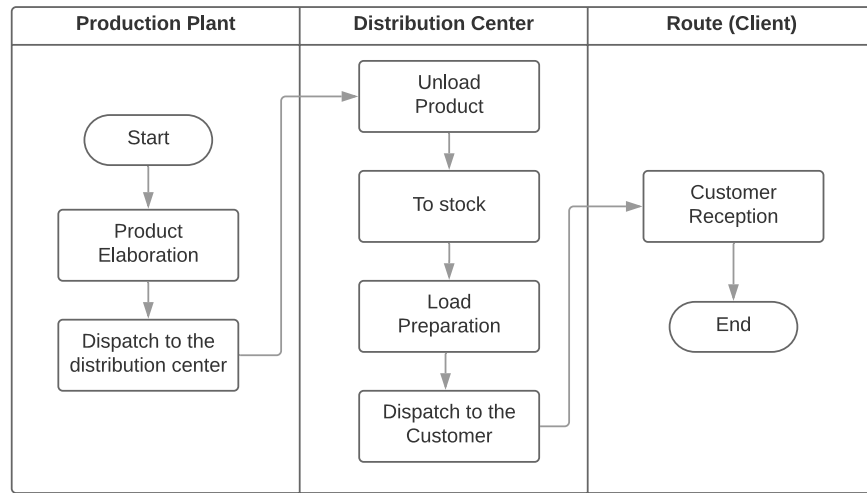 Production Plant
Distribution Center
Route (Client)
Start
Product
Elaboration
Dispatch to the
distribution center
Unload
Product
To stock
Load
Preparation
Dispatch to the
Customer
Customer
Reception
End